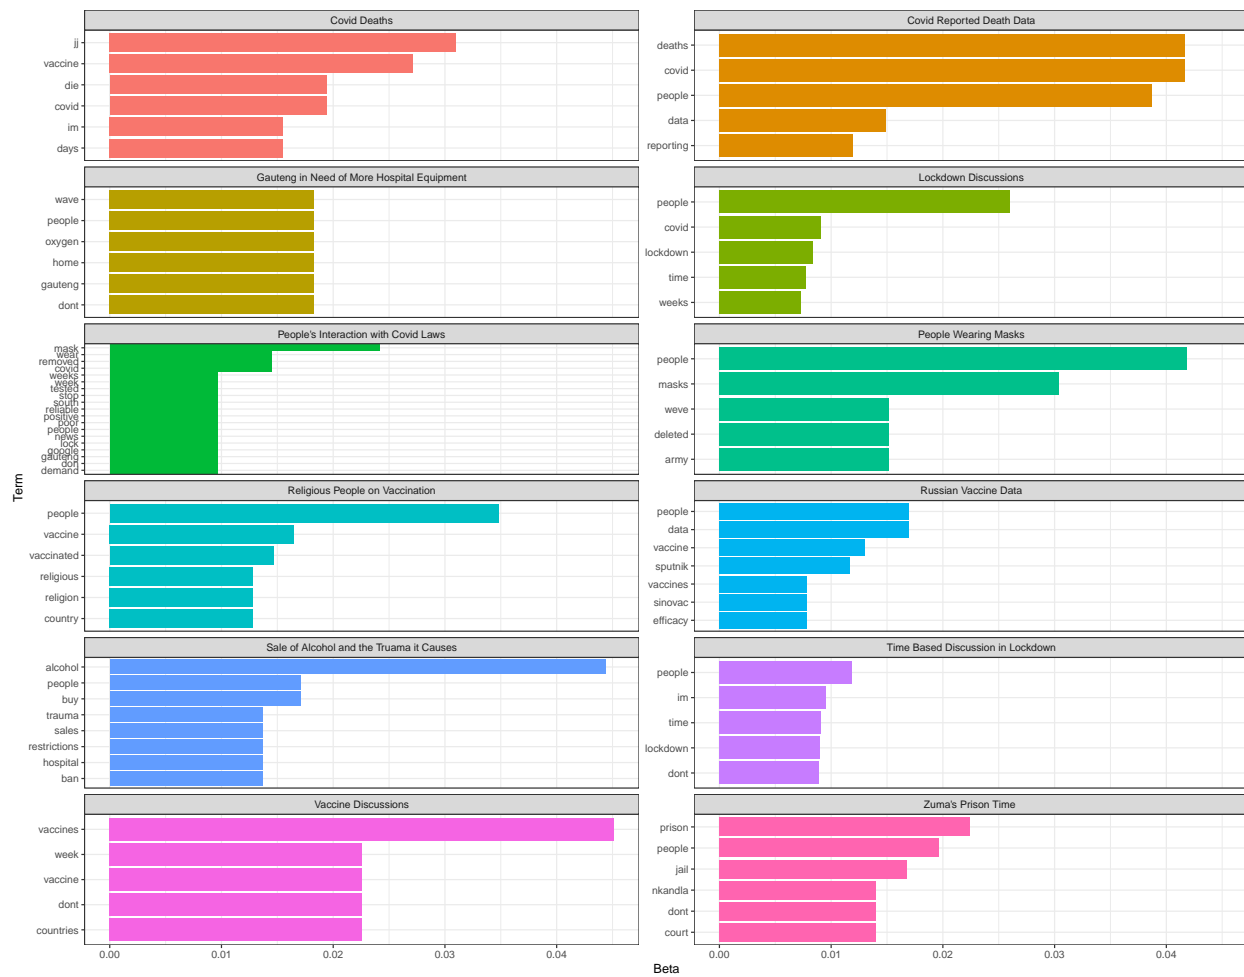 Covid Deaths
jj
vaccine
die
covid
im
days
Covid Reported Death Data
deaths
covid
people
data
reporting
Gauteng in Need of More Hospital Equipment
wave
people
oxygen
home
gauteng
dont
Lockdown Discussions
people
covid
lockdown
time
weeks
People's Interaction with Covid Laws
mask
wear
removed
covid
weeks
week
tested
stop
south
reliable
positive
poor
people
news
lock
google
gauteng
don
demand
People Wearing Masks
people
masks
weve
deleted
army
Religious People on Vaccination
people
vaccine
vaccinated
religious
religion
country
Russian Vaccine Data
people
data
vaccine
sputnik
vaccines
sinovac
efficacy
Sale of Alcohol and the Truama it Causes
alcohol
people
buy
trauma
sales
restrictions
hospital
ban
Time Based Discussion in Lockdown
people
im
time
lockdown
dont
Vaccine Discussions
vaccines
week
vaccine
dont
countries
Zuma's Prison Time
prison
people
jail
nkandla
dont
court
0.00 0.01 0.02 0.03 0.04
0.00 0.01 0.02 0.03 0.04
Beta
Term